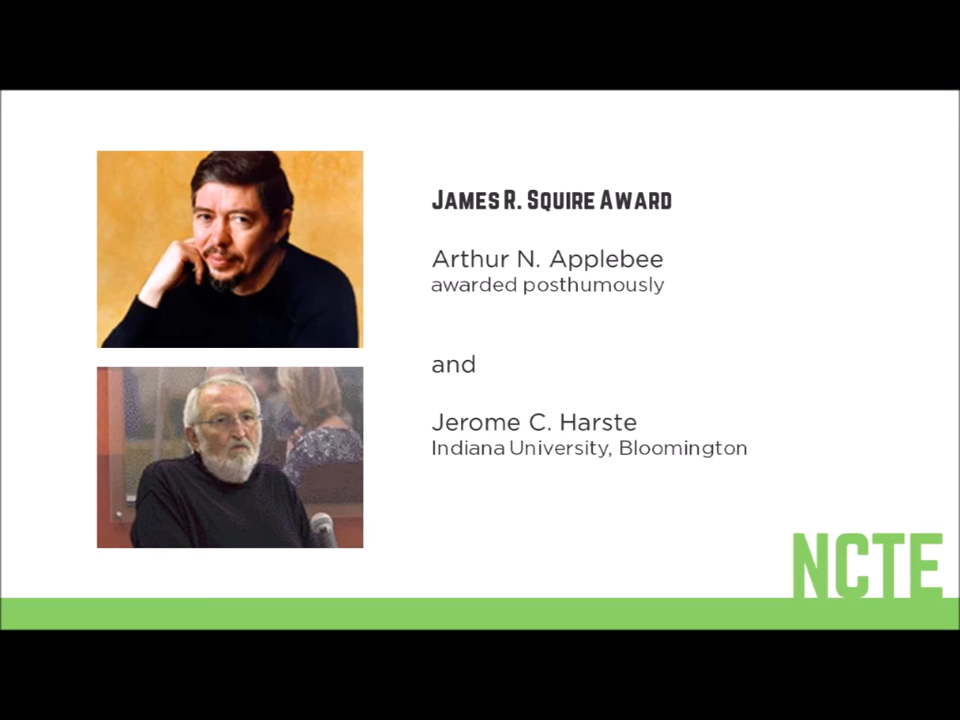 James R. Squire Award
Arthur N. Applebee
awarded posthumously
and
Jerome C. Harste
Indiana University, Bloomington
NCTE